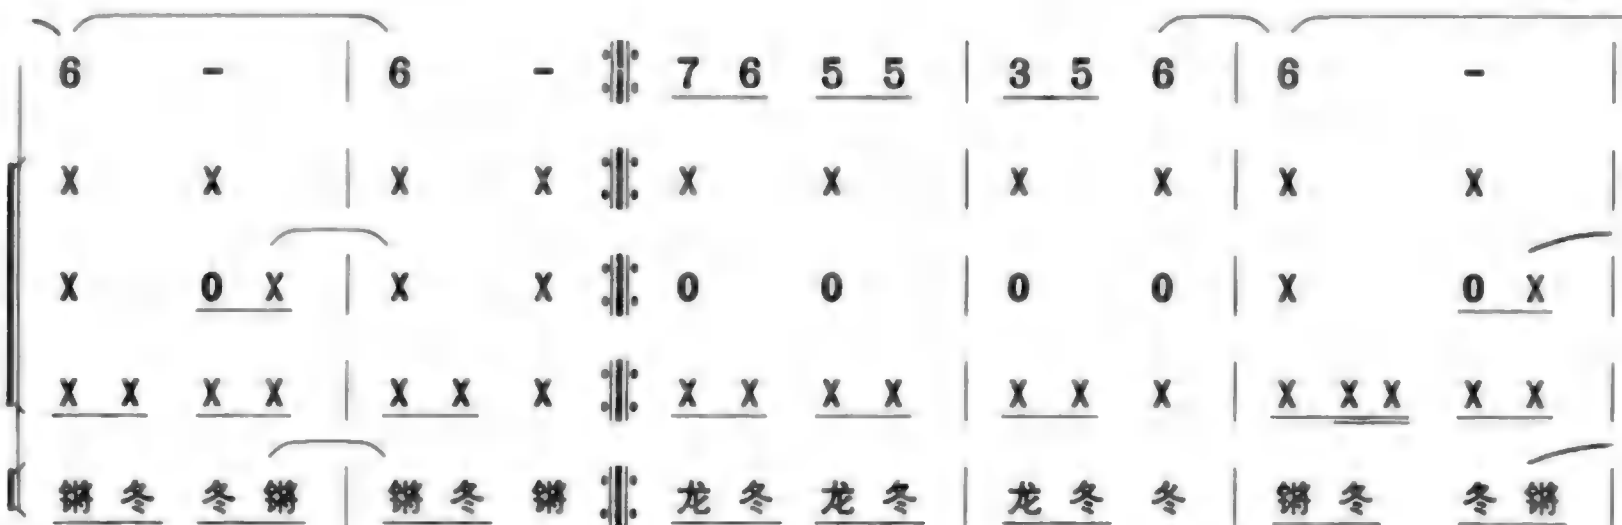 6 - | 6 - 7 6 5 5 | 3 5 6 | 6 - |
X X | X X X X | X X | X X |
X 0 X | X X 0 0 | 0 0 | X 0 X |
X X X X | X X X X X X X | X X X | X X X X X |
锵 冬 冬 锵 | 锵 冬 锵 龙 冬 龙 冬 | 龙 冬 冬 | 锵 冬 冬 锵